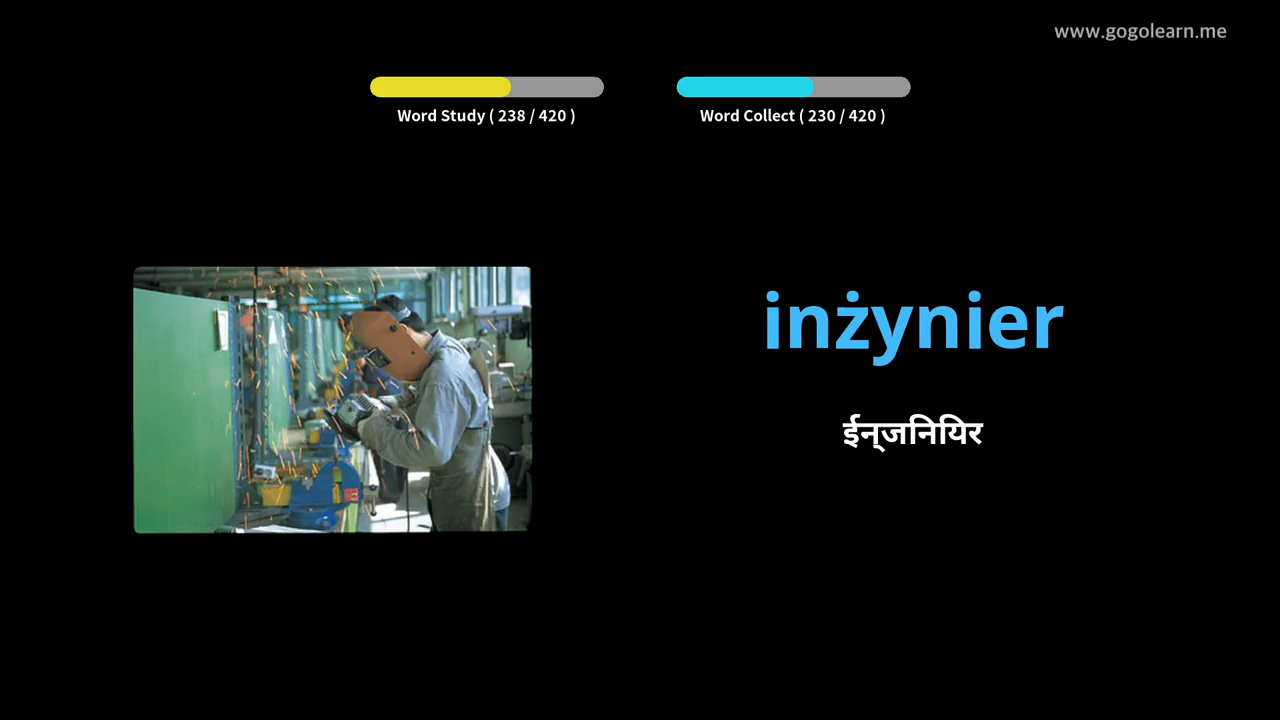 www.gogolearn.me
Word Study ( 238 / 420 )
Word Collect ( 230 / 420 )
inżynier
ईन्‌जनियिर